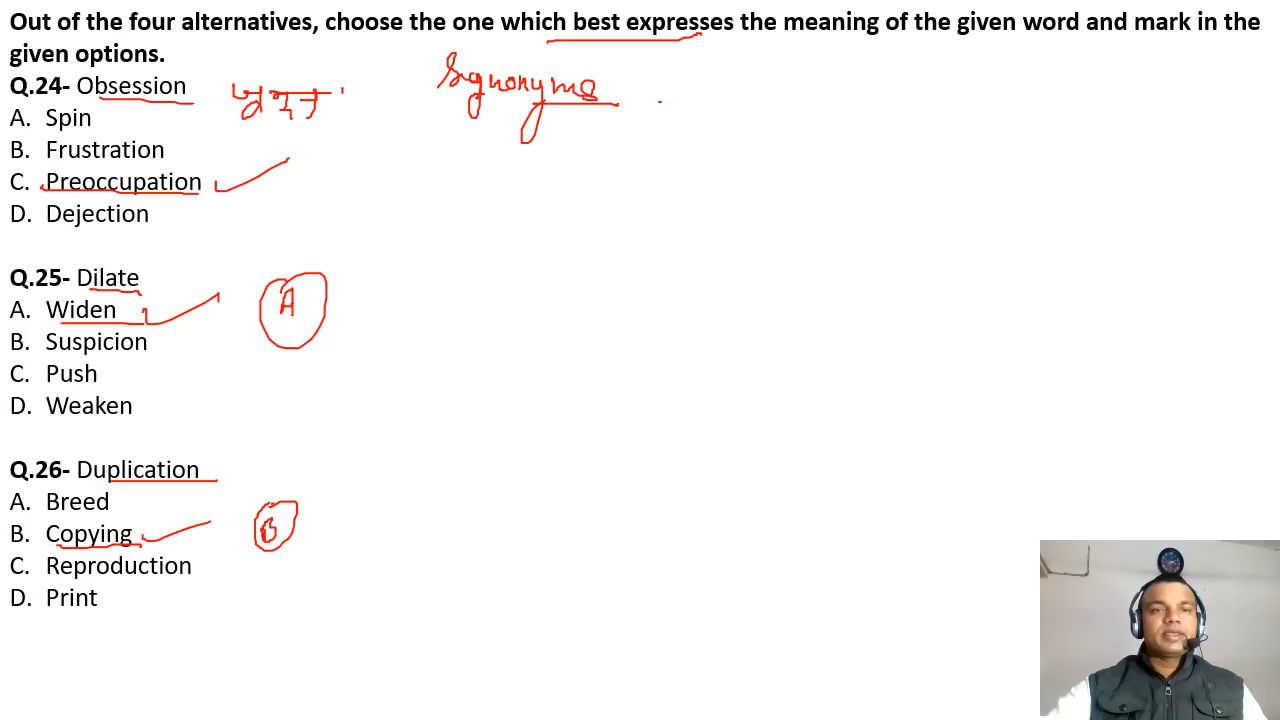 Out of the four alternatives, choose the one which best expresses the meaning of the given word and mark in the
given options.
Q.24- Obsession
Synonyms
A. Spin
B. Frustration
C. Preoccupation
D. Dejection
Q.25- Dilate
A. Widen
A
B. Suspicion
C. Push
D. Weaken
Q.26- Duplication
A. Breed
B. Copying
B
C. Reproduction
D. Print